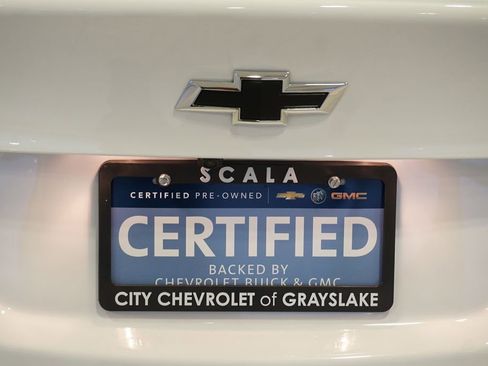 SCALA
CERTIFIED PRE-OWNED GMC
CERTIFIED
BACKED BY
CHEVROLET BUICK & GMC
CITY CHEVROLET of GRAYSLAKE